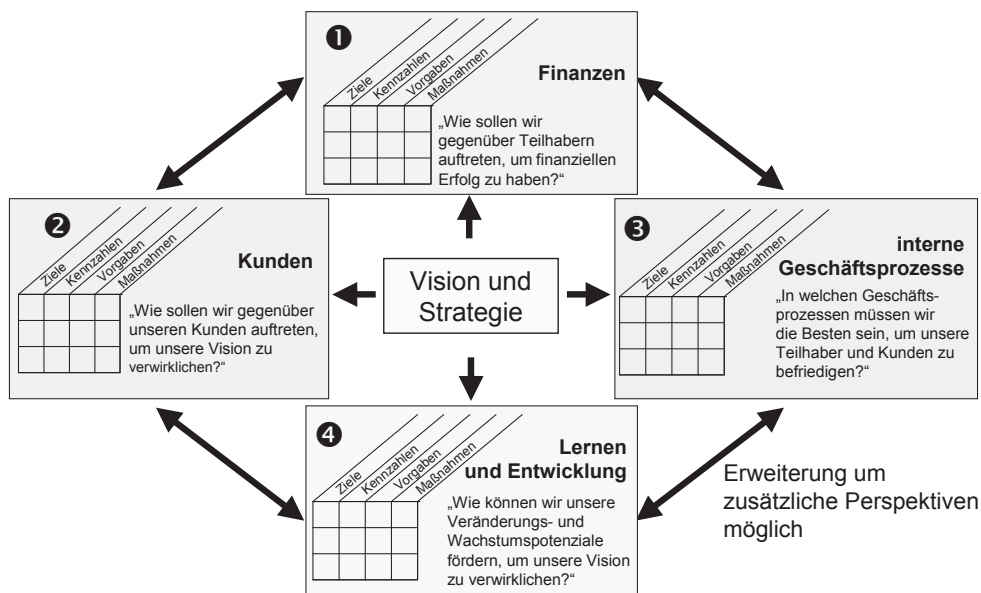 ❶
Ziele
Kennzahlen
Vorgaben
Maßnahmen
Finanzen
„Wie sollen wir
gegenüber Teilhabern
auftreten, um finanziellen
Erfolg zu haben?“
❷
Ziele
Kennzahlen
Vorgaben
Maßnahmen
Kunden
„Wie sollen wir gegenüber
unseren Kunden auftreten,
um unsere Vision zu
verwirklichen?“
Vision und
Strategie
❸
Ziele
Kennzahlen
Vorgaben
Maßnahmen
interne
Geschäftsprozesse
„In welchen Geschäfts-
prozessen müssen wir
die Besten sein, um unsere
Teilhaber und Kunden zu
befriedigen?“
❹
Ziele
Kennzahlen
Vorgaben
Maßnahmen
Lernen
und Entwicklung
„Wie können wir unsere
Veränderungs- und
Wachstumspotenziale
fördern, um unsere Vision
zu verwirklichen?“
Erweiterung um
zusätzliche Perspektiven
möglich